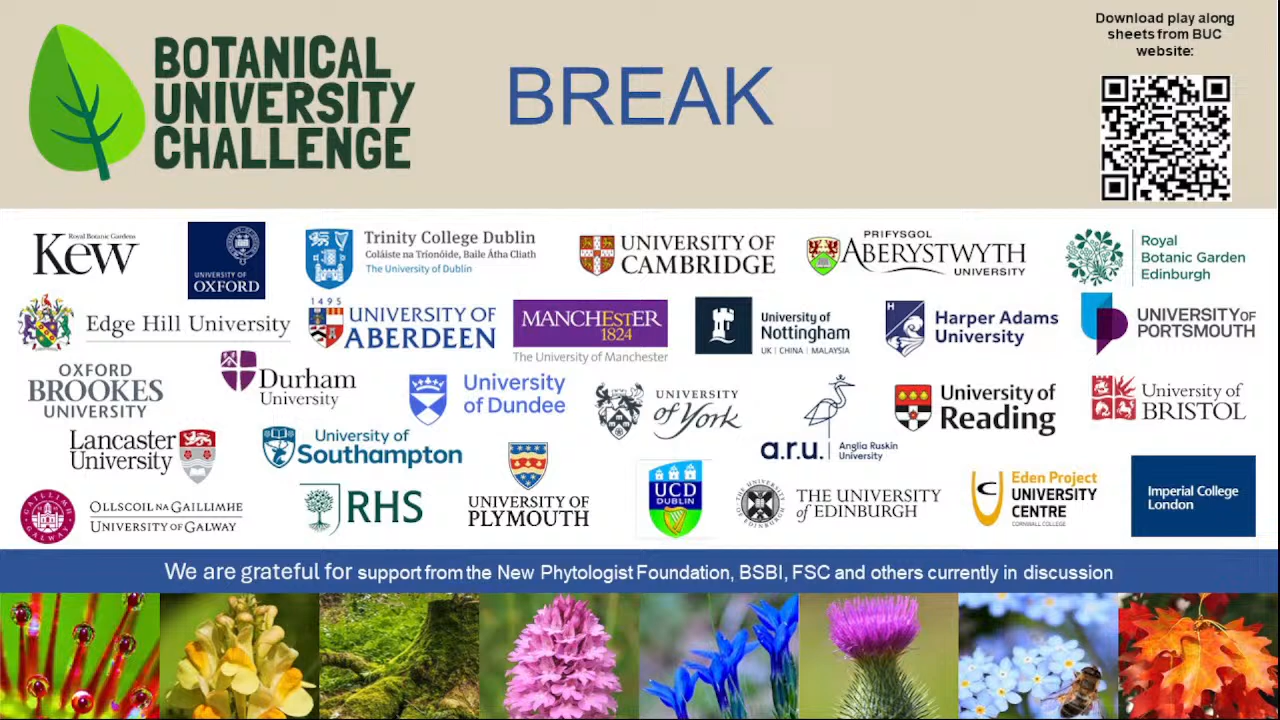 BOTANICAL
UNIVERSITY
CHALLENGE
BREAK
Download play along
sheets from BUC
website:
Royal Botanic Gardens
Kew
UNIVERSITY OF
OXFORD
Trinity College Dublin
Coláiste na Tríonóide, Baile Átha Cliath
The University of Dublin
UNIVERSITY OF
CAMBRIDGE
PRIFYSGOL
ABERYSTWYTH
UNIVERSITY
Royal
Botanic Garden
Edinburgh
Edge Hill University
1495
UNIVERSITY OF
ABERDEEN
MANCHESTER
1824
The University of Manchester
University of
Nottingham
UK | CHINA | MALAYSIA
H
Harper Adams
University
UNIVERSITY OF
PORTSMOUTH
OXFORD
BROOKES
UNIVERSITY
Durham
University
University
of Dundee
UNIVERSITY
of York
a.r.u.
Anglia Ruskin
University
University of
Reading
University of
BRISTOL
Lancaster
University
University of
Southampton
UNIVERSITY OF
PLYMOUTH
UCD
DUBLIN
THE UNIVERSITY
of EDINBURGH
Eden Project
UNIVERSITY
CENTRE
CORNWALL COLLEGE
Imperial College
London
OLLSCOIL NA GAILLIMHE
UNIVERSITY OF GALWAY
RHS
We are grateful for support from the New Phytologist Foundation, BSBI, FSC and others currently in discussion